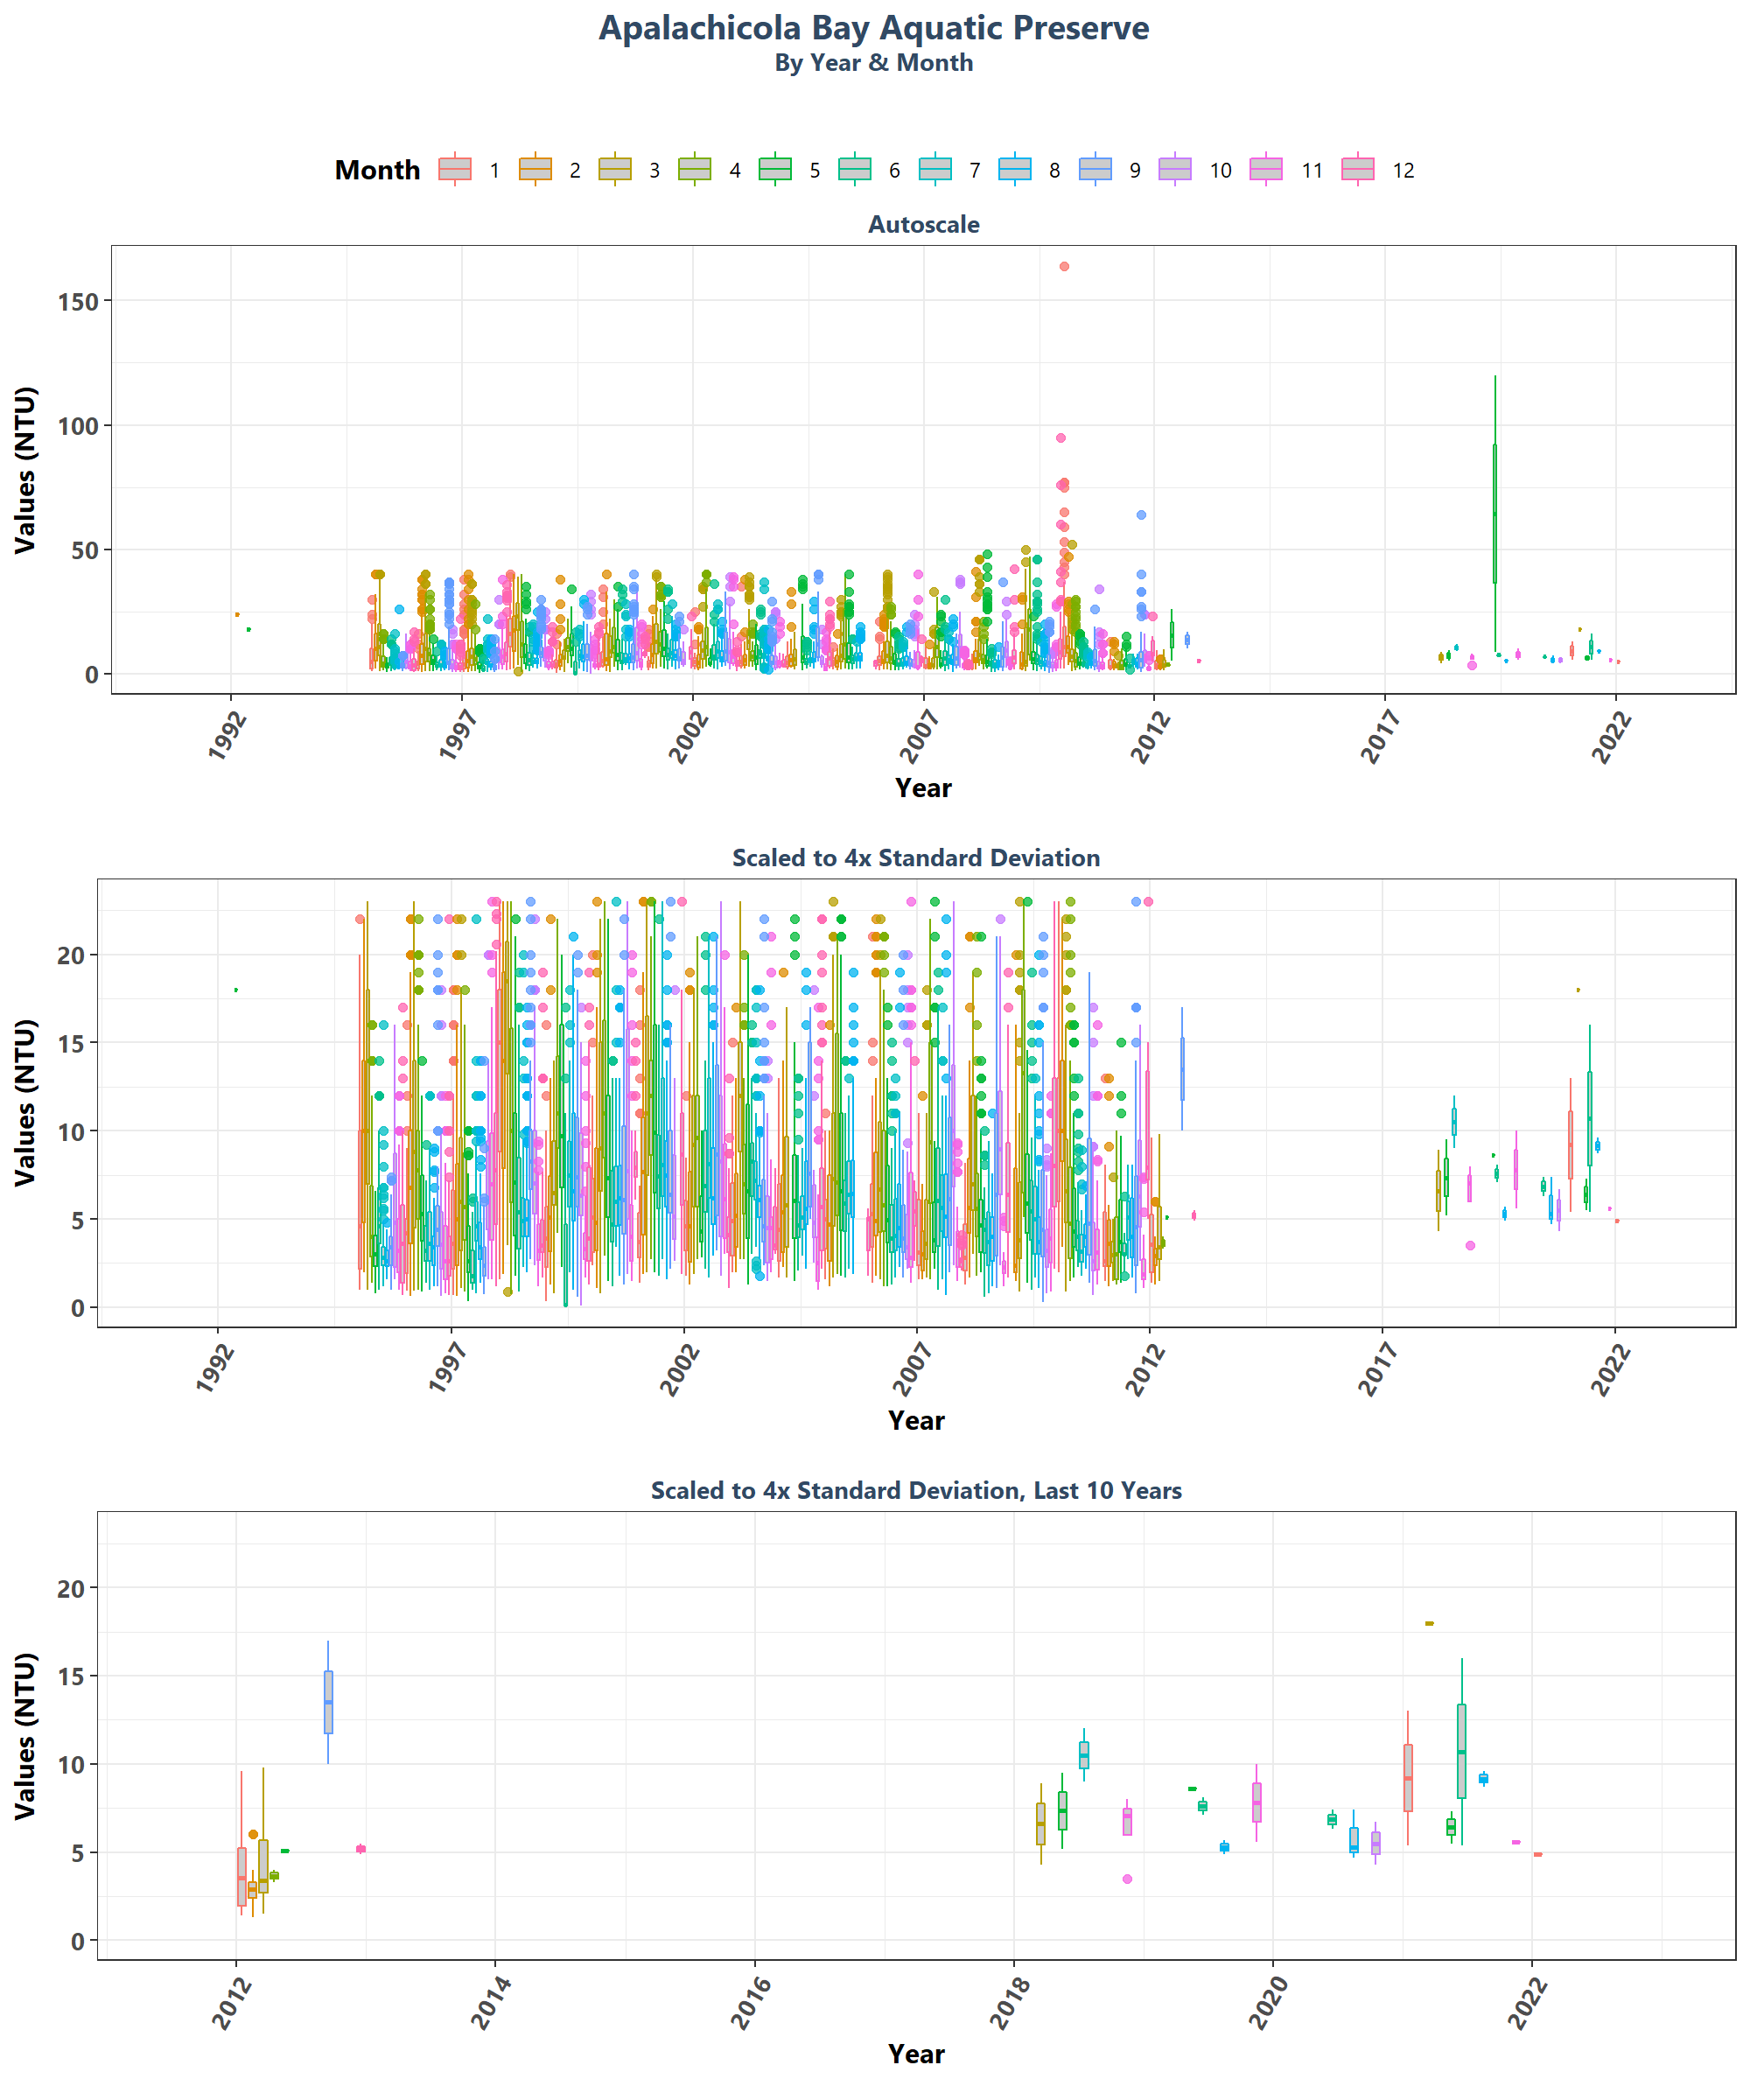 Apalachicola Bay Aquatic Preserve
By Year & Month
Month 1 2 3 4 5 6 7 8 9 10 11 12
Autoscale
Values (NTU)
150
100
50
0
1992 1997 2002 2007 2012 2017 2022
Year
Scaled to 4x Standard Deviation
Values (NTU)
20
15
10
5
0
1992 1997 2002 2007 2012 2017 2022
Year
Scaled to 4x Standard Deviation, Last 10 Years
Values (NTU)
20
15
10
5
0
2012 2014 2016 2018 2020 2022
Year